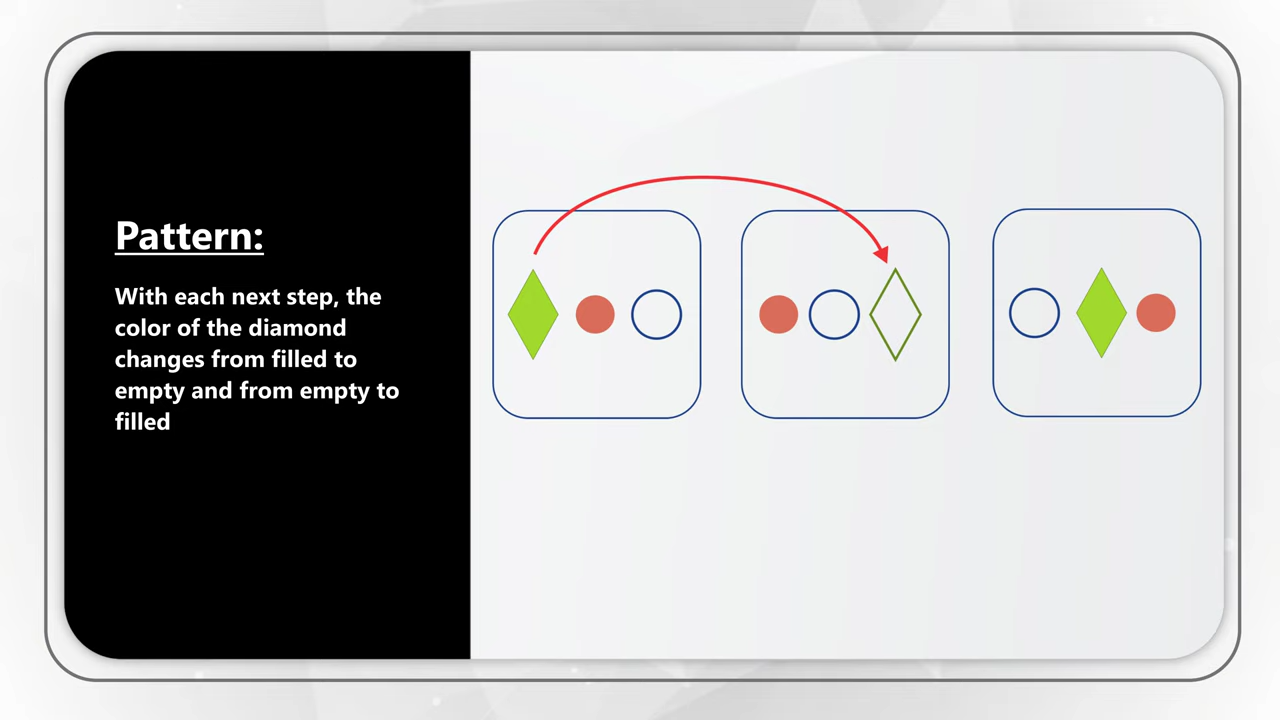 Pattern:
With each next step, the
color of the diamond
changes from filled to
empty and from empty to
filled